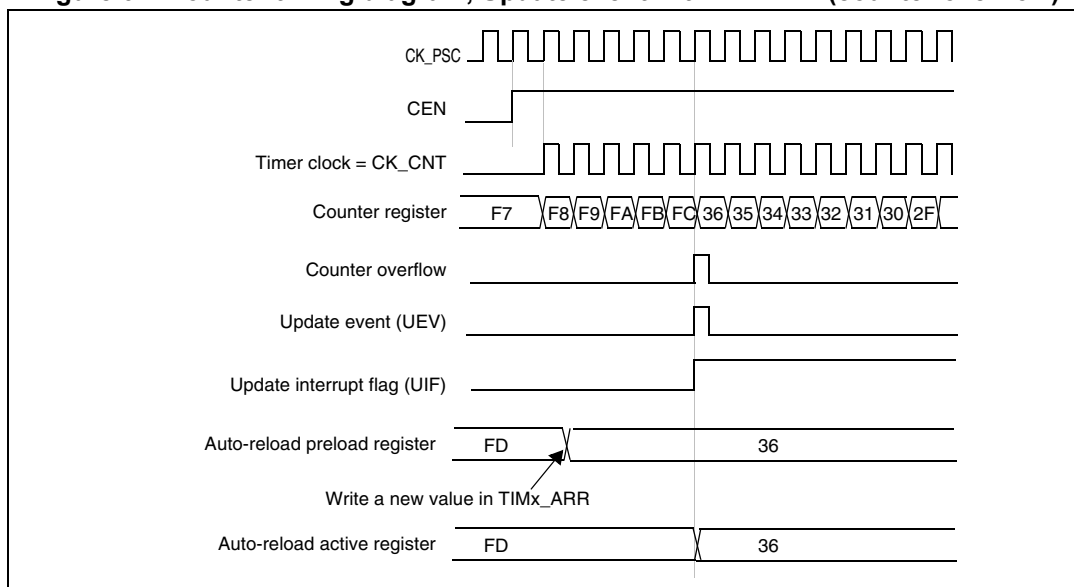 CK_PSC
CEN
Timer clock = CK_CNT
Counter register F7 F8 F9 FA FB FC 36 35 34 33 32 31 30 2F
Counter overflow
Update event (UEV)
Update interrupt flag (UIF)
Auto-reload preload register FD 36
Write a new value in TIMx_ARR
Auto-reload active register FD 36